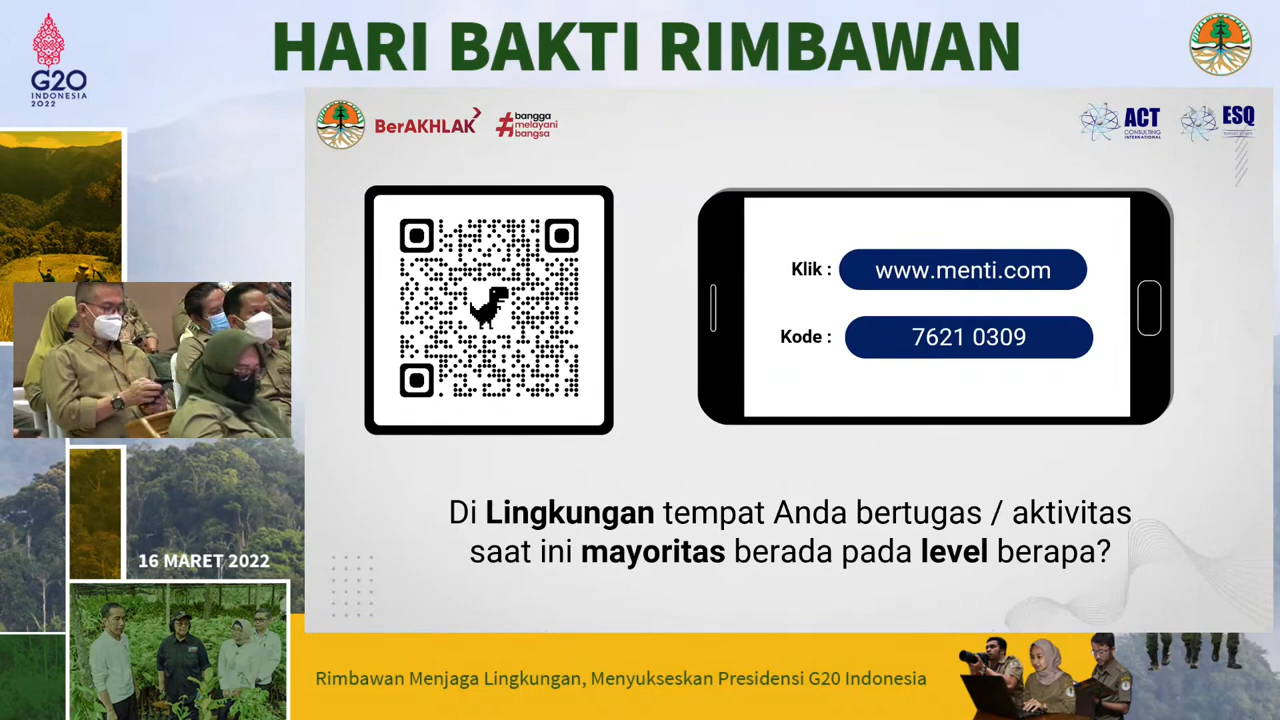 HARI BAKTI RIMBAWAN
G20
INDONESIA
2022
BerAKHLAK
#bangga
melayani
bangsa
ACT
CONSULTING
INTERNATIONAL
ESQ
Klik :
www.menti.com
Kode :
7621 0309
Di Lingkungan tempat Anda bertugas / aktivitas
saat ini mayoritas berada pada level berapa?
16 MARET 2022
Rimbawan Menjaga Lingkungan, Menyukseskan Presidensi G20 Indonesia